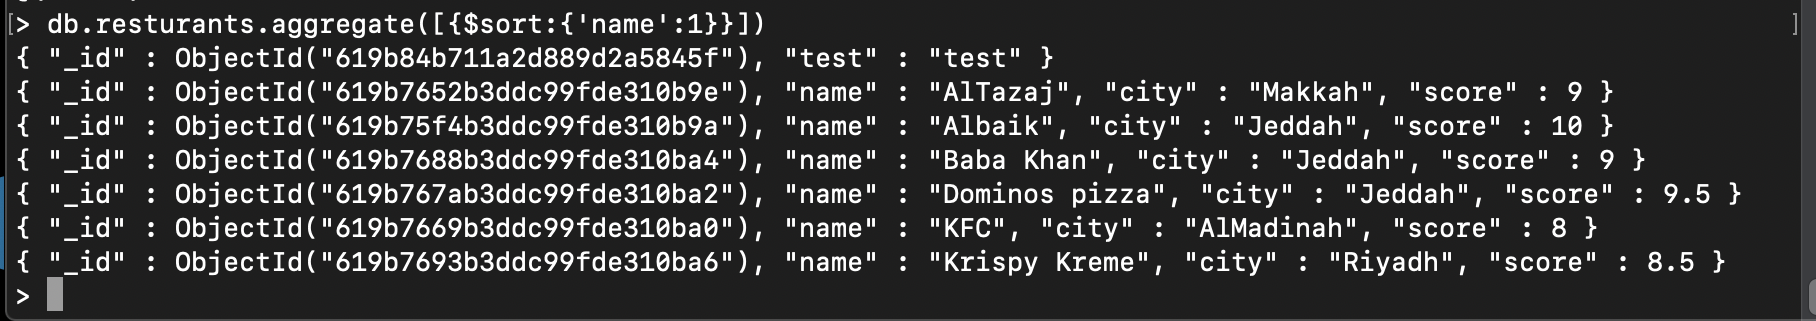 [> db.resturants.aggregate([{$sort:{'name':1}}]) ]
{ "_id" : ObjectId("619b84b711a2d889d2a5845f"), "test" : "test" }
{ "_id" : ObjectId("619b7652b3ddc99fde310b9e"), "name" : "AlTazaj", "city" : "Makkah", "score" : 9 }
{ "_id" : ObjectId("619b75f4b3ddc99fde310b9a"), "name" : "Albaik", "city" : "Jeddah", "score" : 10 }
{ "_id" : ObjectId("619b7688b3ddc99fde310ba4"), "name" : "Baba Khan", "city" : "Jeddah", "score" : 9 }
{ "_id" : ObjectId("619b767ab3ddc99fde310ba2"), "name" : "Dominos pizza", "city" : "Jeddah", "score" : 9.5 }
{ "_id" : ObjectId("619b7669b3ddc99fde310ba0"), "name" : "KFC", "city" : "AlMadinah", "score" : 8 }
{ "_id" : ObjectId("619b7693b3ddc99fde310ba6"), "name" : "Krispy Kreme", "city" : "Riyadh", "score" : 8.5 }
>